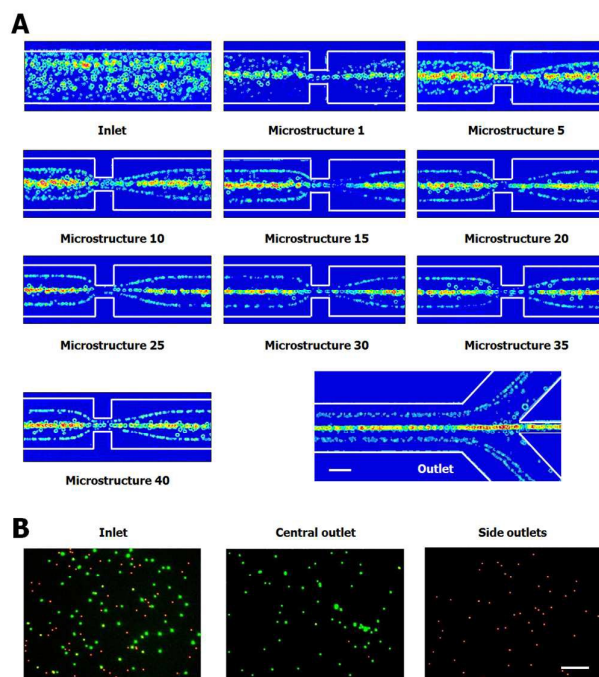 A
Inlet
Microstructure 1
Microstructure 5
Microstructure 10
Microstructure 15
Microstructure 20
Microstructure 25
Microstructure 30
Microstructure 35
Microstructure 40
Outlet
B
Inlet
Central outlet
Side outlets